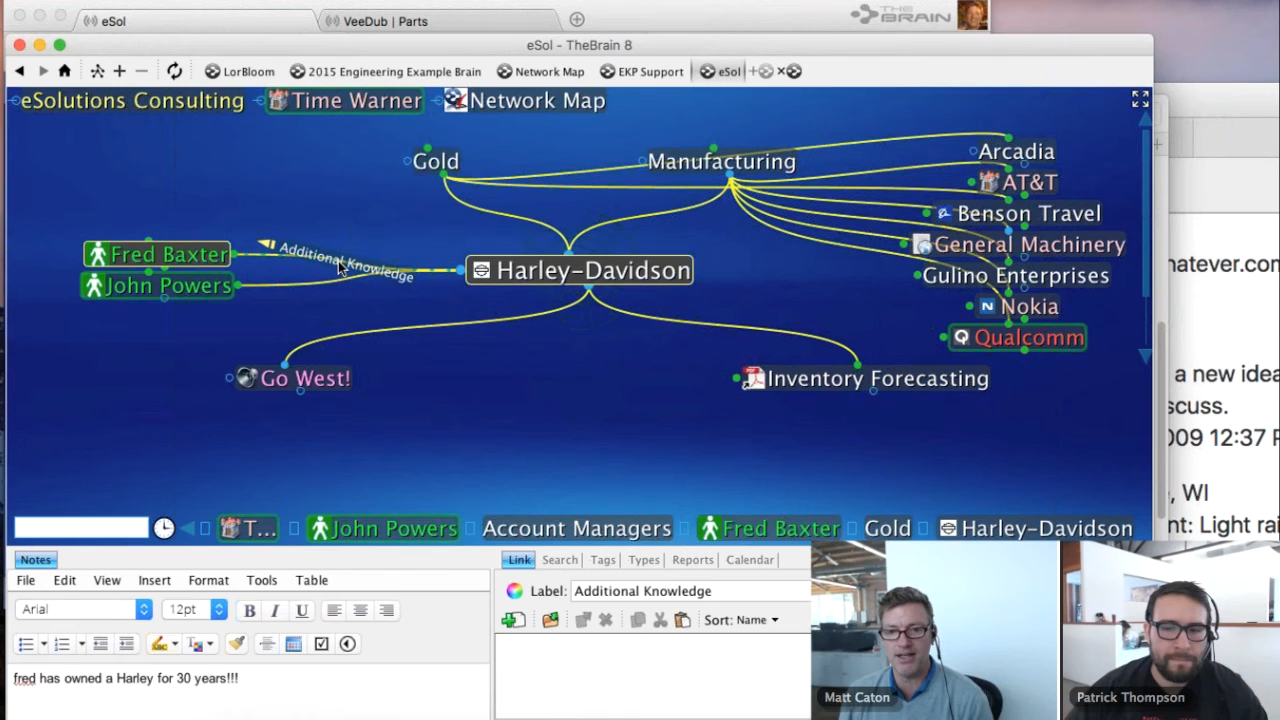 eSol
VeeDub | Parts
THE BRAIN
eSol - TheBrain 8
LorBloom 2015 Engineering Example Brain Network Map EKP Support eSol
eSolutions Consulting Time Warner Network Map
Gold
Manufacturing
Arcadia
AT&T
Benson Travel
General Machinery
Gulino Enterprises
Nokia
Qualcomm
Fred Baxter
John Powers
Additional Knowledge
Harley-Davidson
Go West!
Inventory Forecasting
hatever.com
a new idea
scuss.
009 12:37 P
, WI
nt: Light ra
T... John Powers Account Managers Fred Baxter Gold Harley-Davidson
Notes
File Edit View Insert Format Tools Table
Arial 12pt B I U
fred has owned a Harley for 30 years!!!
Link Search Tags Types Reports Calendar
Label: Additional Knowledge
Sort: Name
Matt Caton
Patrick Thompson